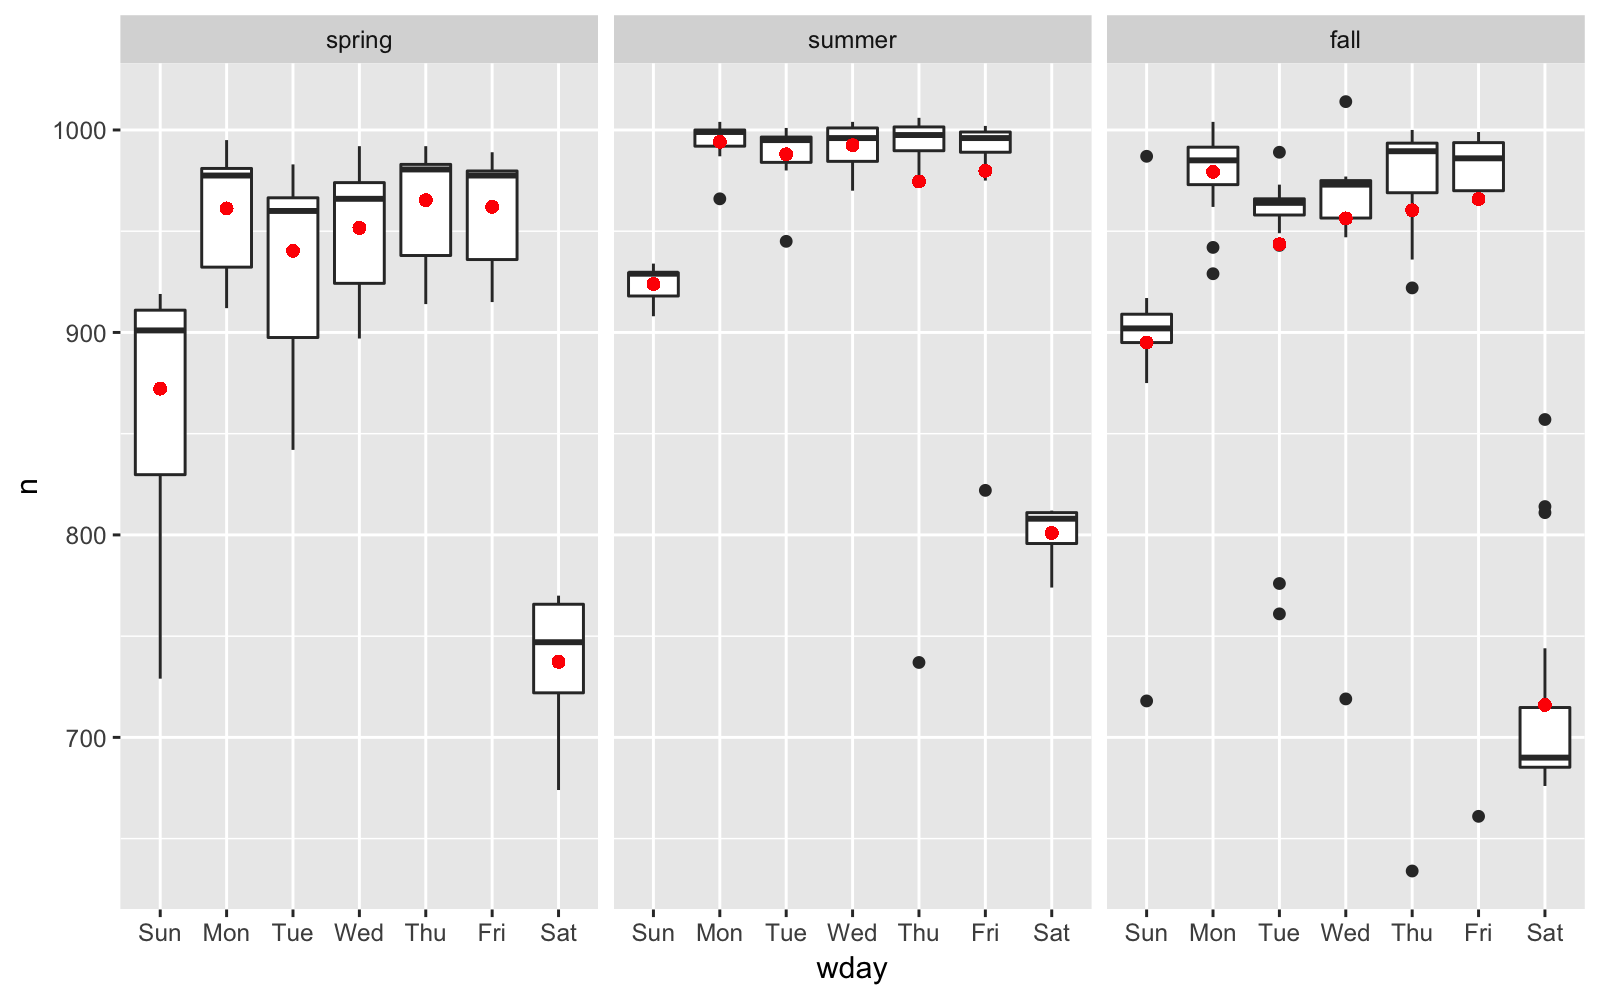 spring summer fall
1000
900
800
700
n
Sun Mon Tue Wed Thu Fri Sat Sun Mon Tue Wed Thu Fri Sat Sun Mon Tue Wed Thu Fri Sat
wday